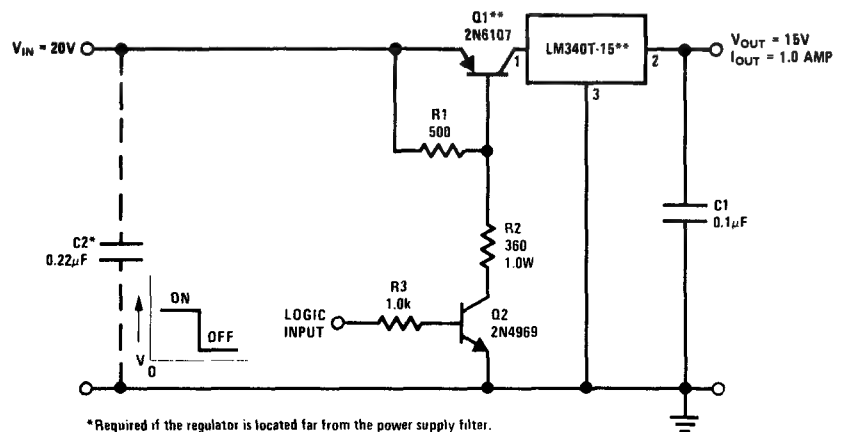 Q1**
2N6107
V_IN = 20V
LM340T-15**
1
2
3
V_OUT = 15V
I_OUT = 1.0 AMP
R1
500
C1
0.1μF
R2
360
1.0W
C2*
0.22μF
ON
OFF
V
0
R3
1.0k
LOGIC
INPUT
Q2
2N4969
*Required if the regulator is located far from the power supply filter.